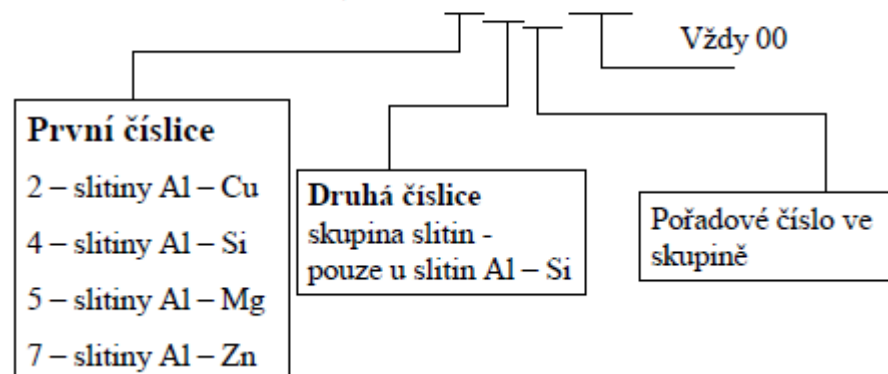 Vždy 00
První číslice
2 – slitiny Al – Cu
4 – slitiny Al – Si
5 – slitiny Al – Mg
7 – slitiny Al – Zn
Druhá číslice
skupina slitin -
pouze u slitin Al – Si
Pořadové číslo ve
skupině